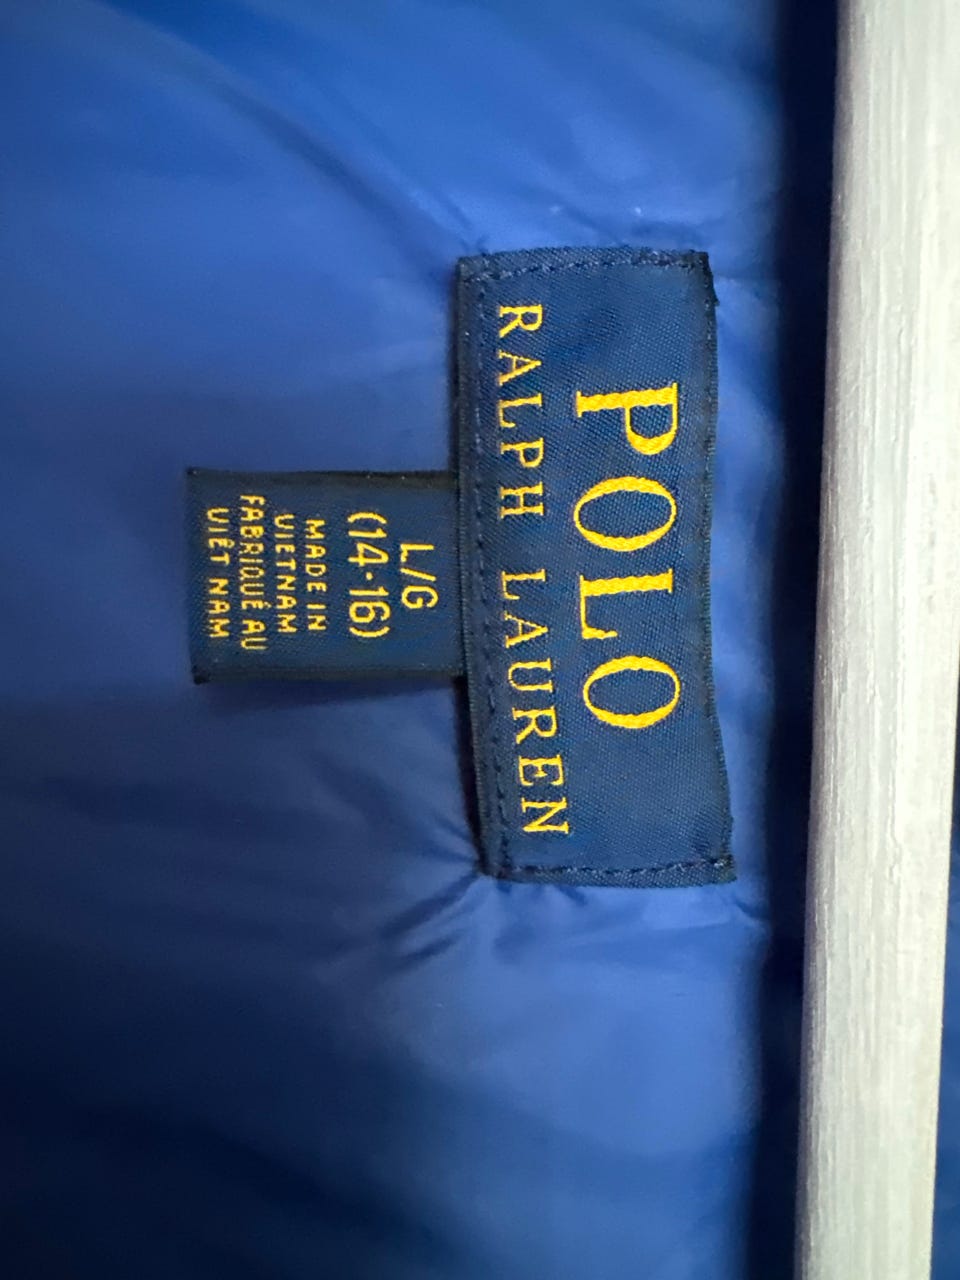 POLO
RALPH LAUREN
L/G
(14-16)
MADE IN
VIETNAM
FABRIQUÉ AU
VIÊT NAM